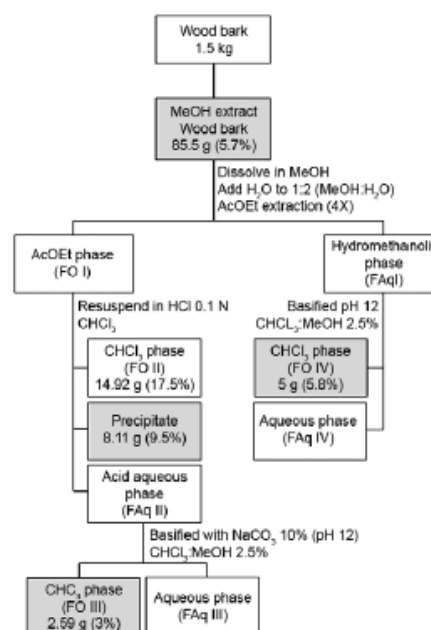 Wood bark
1.5 kg
MeOH extract
Wood bark
85.5 g (5.7%)
Dissolve in MeOH
Add H₂O to 1:2 (MeOH:H₂O)
AcOEt extraction (4X)
AcOEt phase
(FO I)
Hydromethanolic
phase
(FAqI)
Resuspend in HCl 0.1 N
CHCl₃
Basified pH 12
CHCL₃:MeOH 2.5%
CHCl₃ phase
(FO II)
14.92 g (17.5%)
CHCl₃ phase
(FO IV)
5 g (5.8%)
Precipitate
8.11 g (9.5%)
Aqueous phase
(FAq IV)
Acid aqueous
phase
(FAq II)
Basified with NaCO₃ 10% (pH 12)
CHCl₃:MeOH 2.5%
CHC₃ phase
(FO III)
2.59 g (3%)
Aqueous phase
(FAq III)